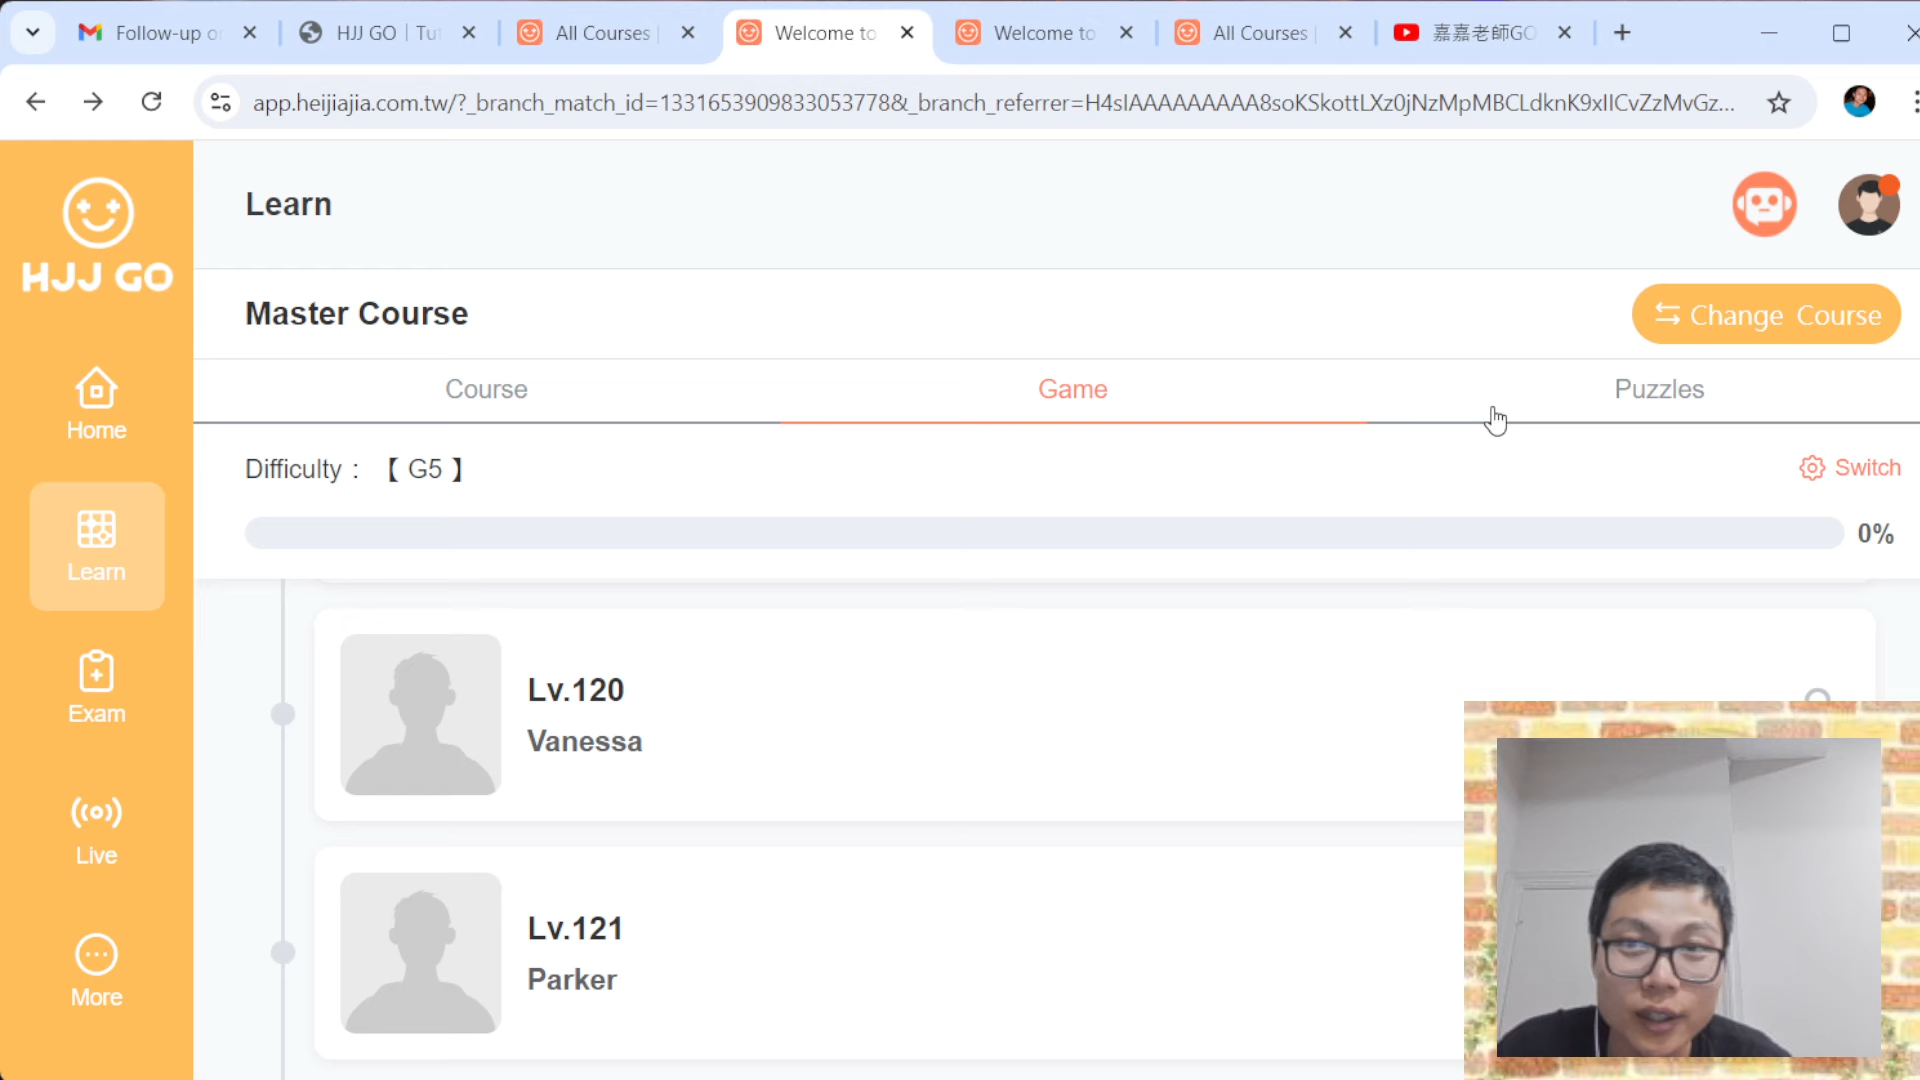 Follow-up o
HJJ GO | Tut
All Courses |
Welcome to
Welcome to
All Courses |
嘉嘉老師GO
app.heijiajia.com.tw/?_branch_match_id=1331653909833053778&_branch_referrer=H4sIAAAAAAAAA8soKSkottLXz0jNzMpMBCLdknK9xIICvZzMvGz...
HJJ GO
Home
Learn
Exam
Live
More
Learn
Master Course
Change Course
Course
Game
Puzzles
Difficulty：【 G5 】
Switch
0%
Lv.120
Vanessa
Lv.121
Parker